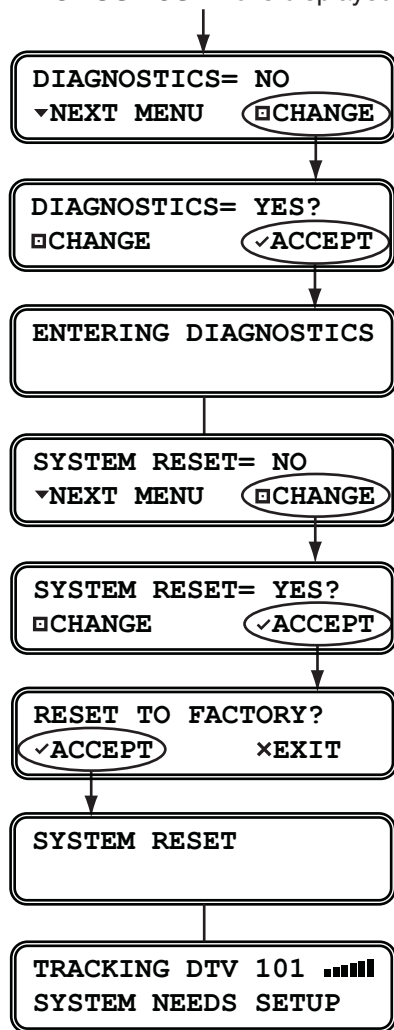 displayed
DIAGNOSTICS= NO
▾NEXT MENU ⊡CHANGE
DIAGNOSTICS= YES?
⊡CHANGE ✓ACCEPT
ENTERING DIAGNOSTICS
SYSTEM RESET= NO
▾NEXT MENU ⊡CHANGE
SYSTEM RESET= YES?
⊡CHANGE ✓ACCEPT
RESET TO FACTORY?
✓ACCEPT ×EXIT
SYSTEM RESET
TRACKING DTV 101
SYSTEM NEEDS SETUP